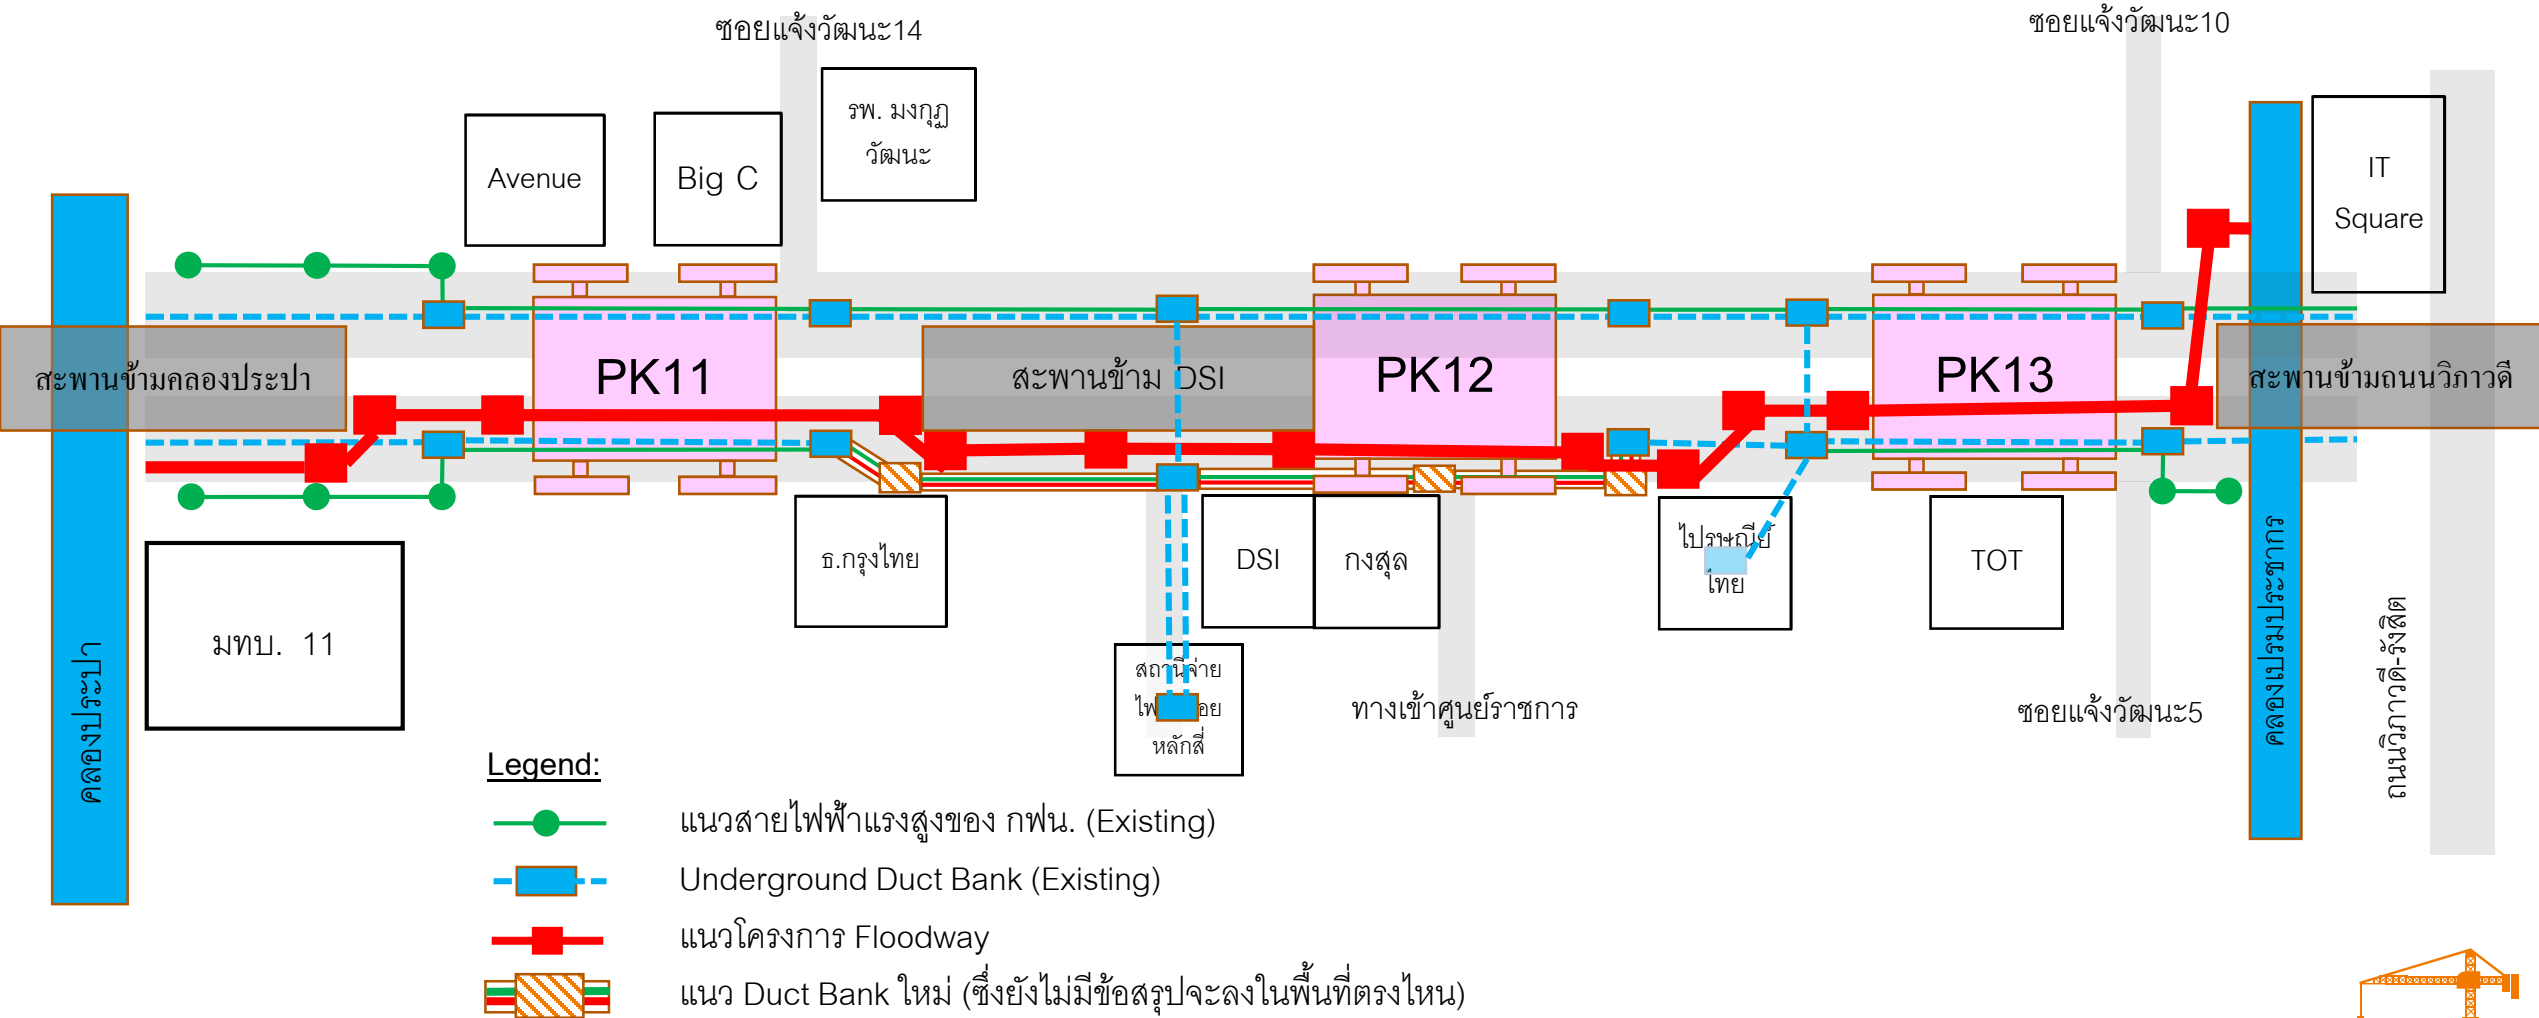 ซอยแจ้งวัฒนะ14
ซอยแจ้งวัฒนะ10
Avenue
Big C
รพ. มงกุฎ
วัฒนะ
IT
Square
สะพานข้ามคลองประปา
PK11
สะพานข้าม DSI
PK12
PK13
สะพานข้ามถนนวิภาวดี
มทบ. 11
ธ.กรุงไทย
DSI
กงสุล
ไปรษณีย์
ไทย
TOT
คลองประปา
สถานีจ่าย
หลักสี่
ทางเข้าศูนย์ราชการ
ซอยแจ้งวัฒนะ5
คลองเปรมประชากร
ถนนวิภาวดี-รังสิต
Legend:
แนวสายไฟฟ้าแรงสูงของ กฟน. (Existing)
Underground Duct Bank (Existing)
แนวโครงการ Floodway
แนว Duct Bank ใหม่ (ซึ่งยังไม่มีข้อสรุปจะลงในพื้นที่ตรงไหน)